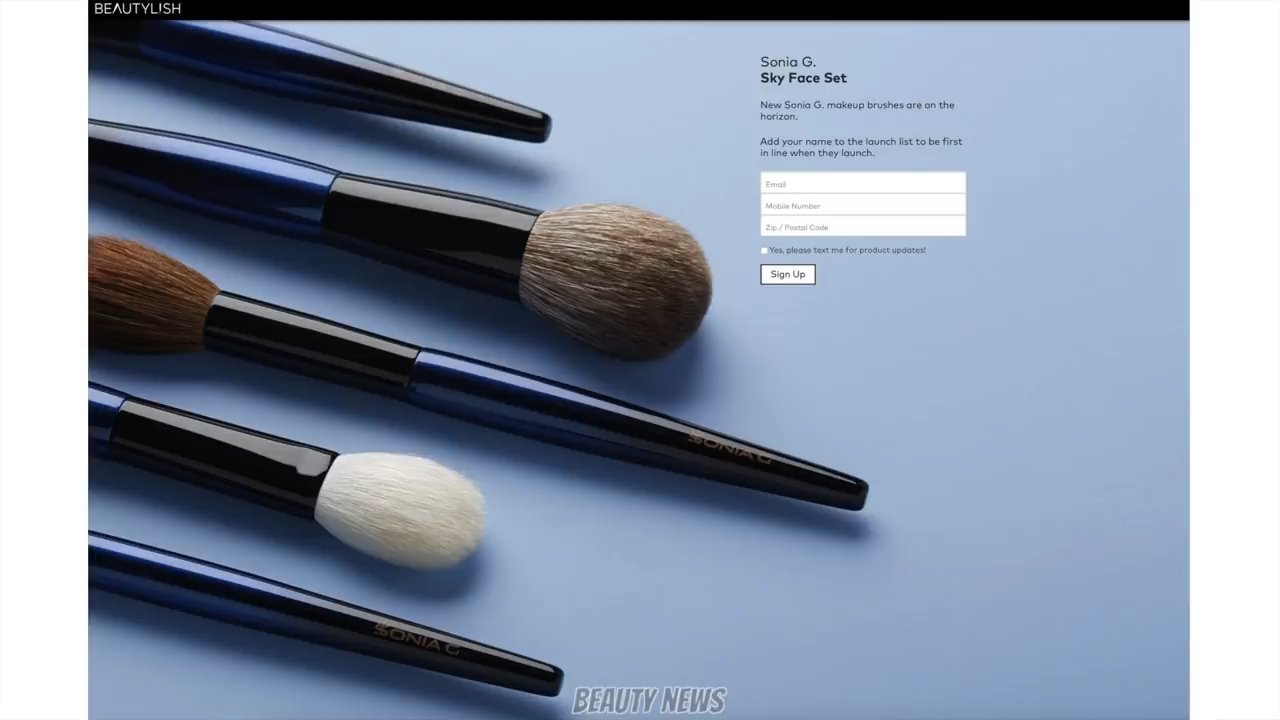 BEAUTYLISH
Sonia G.
Sky Face Set
New Sonia G. makeup brushes are on the
horizon.
Add your name to the launch list to be first
in line when they launch.
Email
Mobile Number
Zip / Postal Code
Yes, please text me for product updates!
Sign Up
SONIA G
SONIA G
BEAUTY NEWS